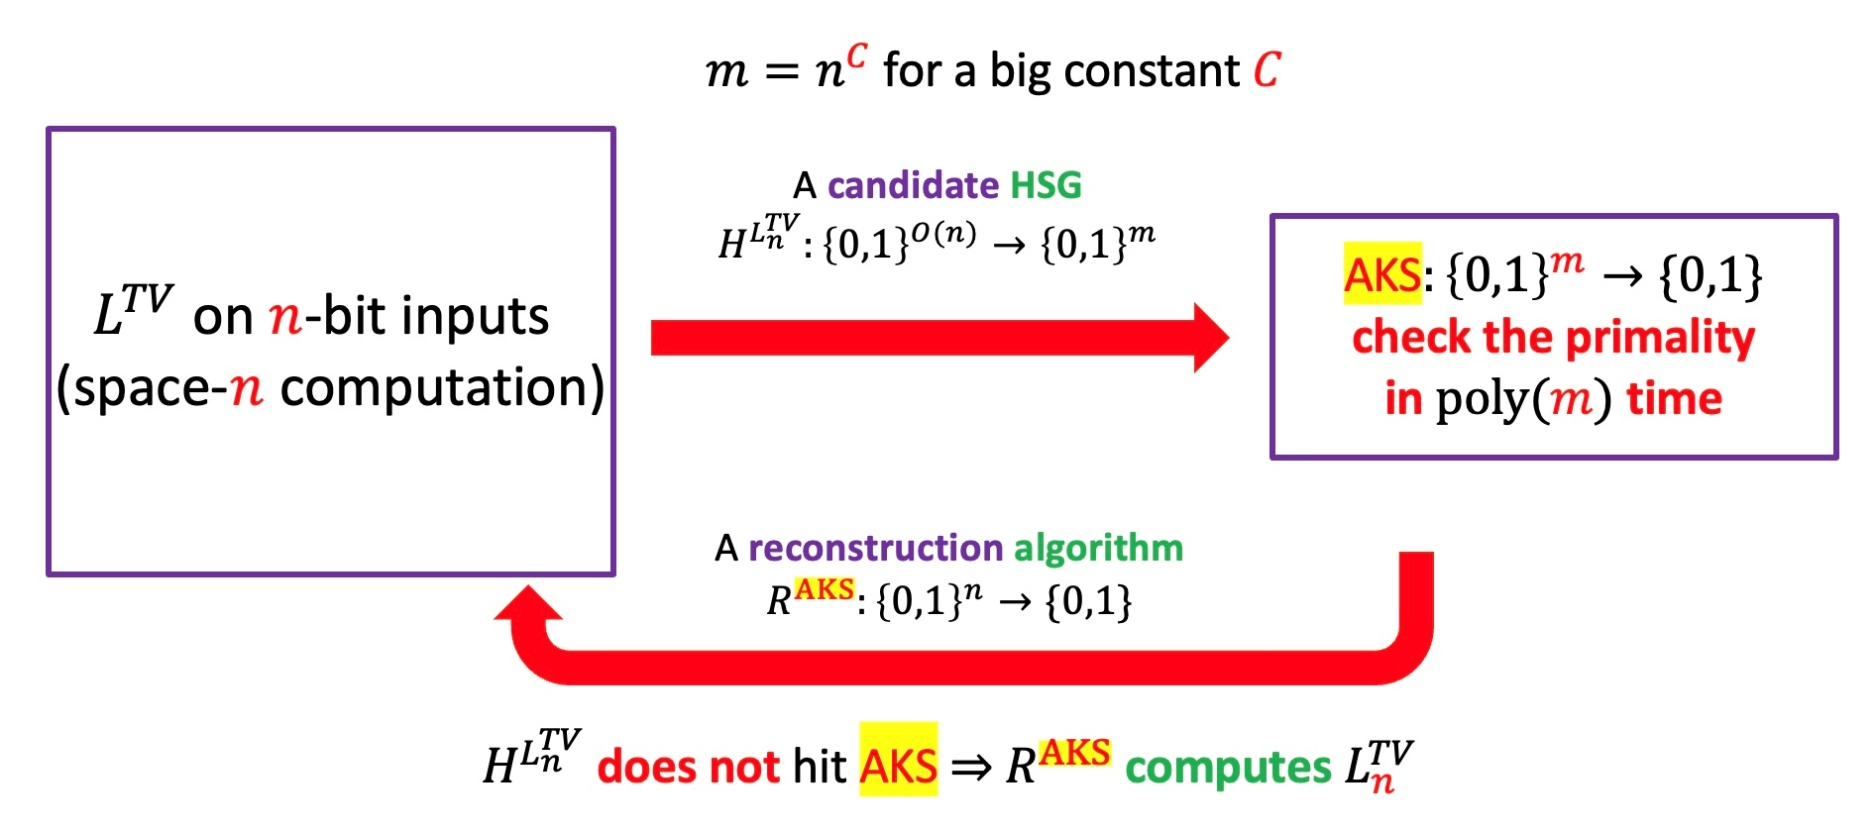 m = n^C for a big constant C
L^{TV} on n-bit inputs
(space-n computation)
A candidate HSG
H^{L_n^{TV}}: {0,1}^{O(n)} → {0,1}^m
AKS: {0,1}^m → {0,1}
check the primality
in poly(m) time
A reconstruction algorithm
R^{AKS}: {0,1}^n → {0,1}
H^{L_n^{TV}} does not hit AKS ⇒ R^{AKS} computes L_n^{TV}